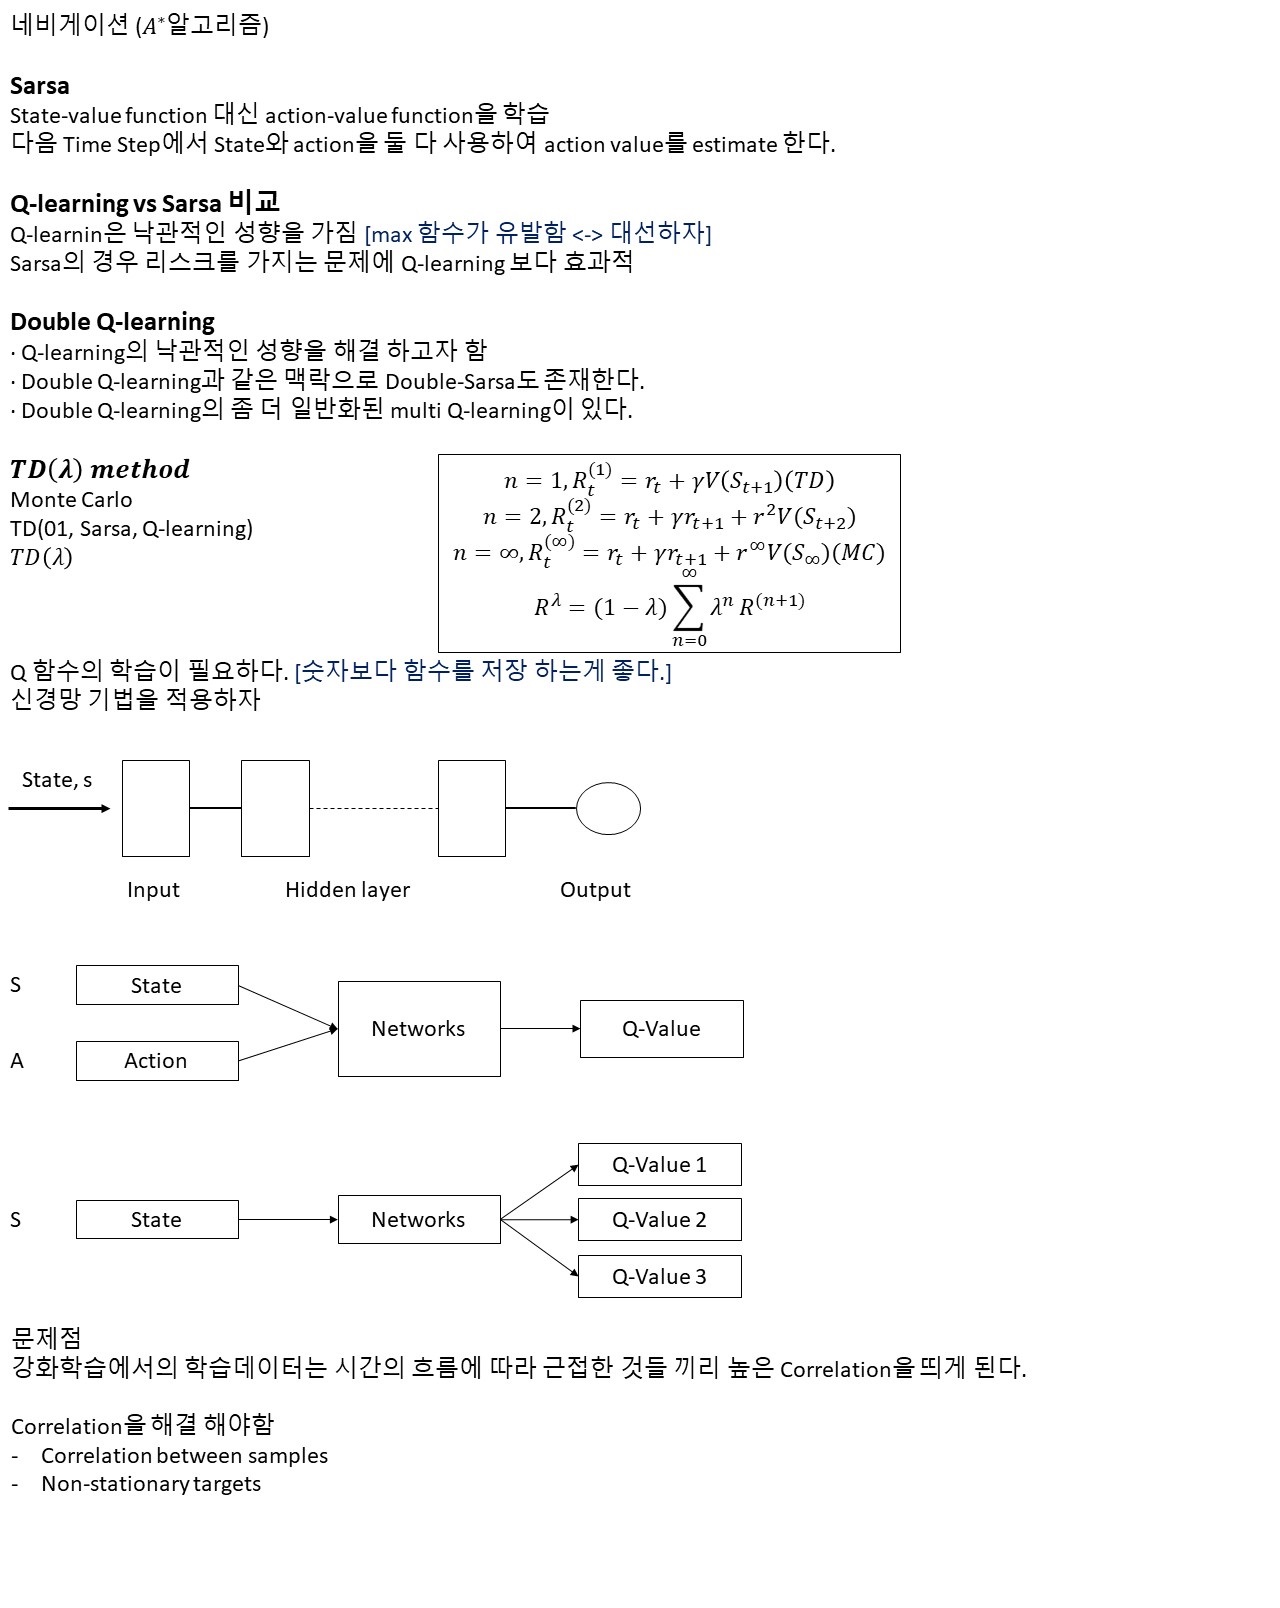 네비게이션 (A*알고리즘)
Sarsa
State-value function 대신 action-value function을 학습
다음 Time Step에서 State와 action을 둘 다 사용하여 action value를 estimate 한다.
Q-learning vs Sarsa 비교
Q-learnin은 낙관적인 성향을 가짐 [max 함수가 유발함 <-> 대선하자]
Sarsa의 경우 리스크를 가지는 문제에 Q-learning 보다 효과적
Double Q-learning
· Q-learning의 낙관적인 성향을 해결 하고자 함
· Double Q-learning과 같은 맥락으로 Double-Sarsa도 존재한다.
· Double Q-learning의 좀 더 일반화된 multi Q-learning이 있다.
TD(λ) method
Monte Carlo
TD(01, Sarsa, Q-learning)
TD(λ)
n = 1, R_t^(1) = r_t + γV(S_{t+1})(TD)
n = 2, R_t^(2) = r_t + γr_{t+1} + r^2V(S_{t+2})
n = ∞, R_t^(∞) = r_t + γr_{t+1} + r^∞V(S_∞)(MC)
R^λ = (1 − λ) ∑_{n=0}^{∞} λ^n R^(n+1)
Q 함수의 학습이 필요하다. [숫자보다 함수를 저장 하는게 좋다.]
신경망 기법을 적용하자
State, s
Input Hidden layer Output
S State
Networks Q-Value
A Action
Q-Value 1
S State Networks Q-Value 2
Q-Value 3
문제점
강화학습에서의 학습데이터는 시간의 흐름에 따라 근접한 것들 끼리 높은 Correlation을 띄게 된다.
Correlation을 해결 해야함
- Correlation between samples
- Non-stationary targets